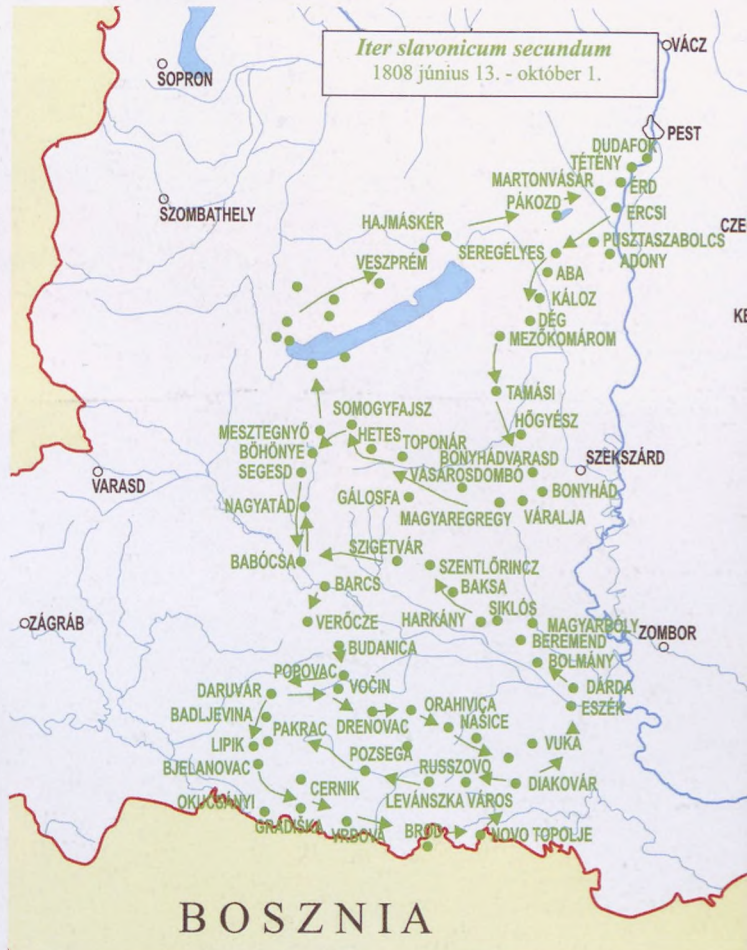 Iter slavonicum secundum
1808 június 13. - október 1.
VÁCZ
SOPRON
PEST
DUDAFOK
TÉTÉNY
MARTONVÁSÁR
ÉRD
PÁKOZD
ERCSI
SZOMBATHELY
HAJMÁSKÉR
CZE
PUSZTASZABOLCS
SEREGÉLYES
ADONY
VESZPRÉM
ABA
KÁLOZ
KE
DĚG
MEZŐKOMÁROM
TAMÁSI
SOMOGYFAJSZ
HŐGYÉSZ
MESZTEGNYŐ
HETES
TOPONÁR
BÖHÖNYE
BONYHÁDVARASD
SZEKSZÁRD
SEGESD
VÁSÁROSDOMBÓ
VARASD
BONYHÁD
GÁLOSFA
NAGYATÁD
MAGYAREGREGY
VÁRALJA
SZIGETVÁR
BABÓCSA
SZENTLŐRINCZ
BARCS
BAKSA
SIKLÓS
ZÁGRÁB
VERŐCZE
HARKÁNY
MAGYARBÓLY
ZOMBOR
BEREMEND
BUDANICA
BOLMÁNY
POPOVAC
VOČIN
DÁRDA
DARUVÁR
ORAHIVICA
ESZÉK
BADLJEVINA
DRENOVAC
NAŠICE
PAKRAC
LIPIK
VUKA
POZSEGA
BJELANOVAC
RUSSZOVO
CERNIK
DIAKOVÁR
OKUCSÁNYI
LEVÁNSZKA VÁROS
GRADIŠKA
VRBOVA
BROD
NOVO TOPOLJE
BOSZNIA